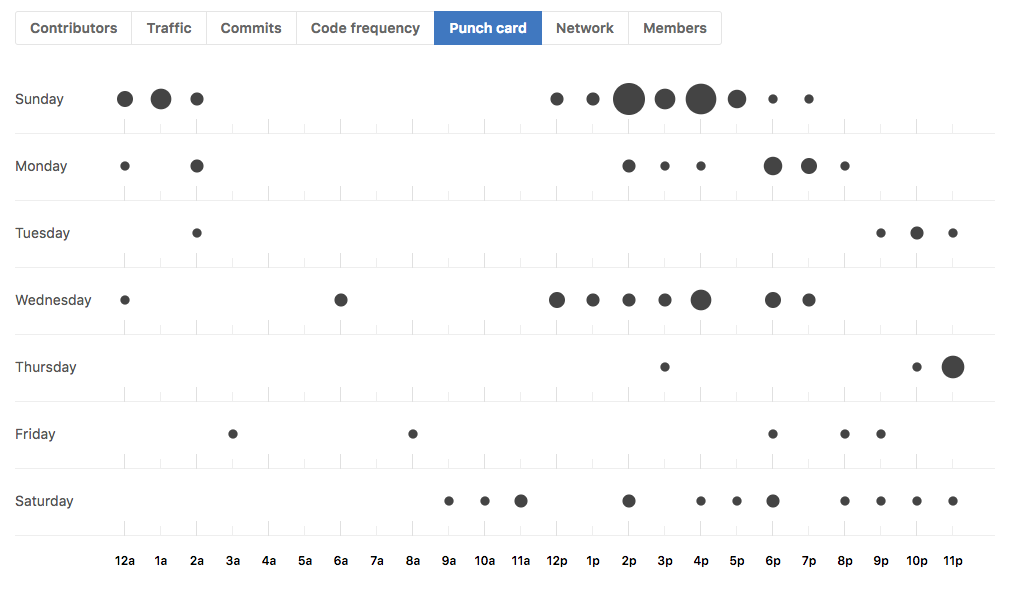 Contributors Traffic Commits Code frequency Punch card Network Members
Sunday
Monday
Tuesday
Wednesday
Thursday
Friday
Saturday
12a 1a 2a 3a 4a 5a 6a 7a 8a 9a 10a 11a 12p 1p 2p 3p 4p 5p 6p 7p 8p 9p 10p 11p